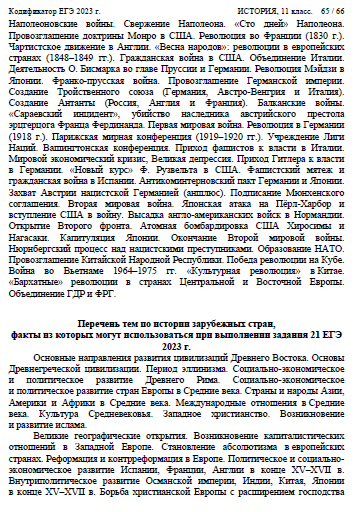 Кодификатор ЕГЭ 2023 г. ИСТОРИЯ, 11 класс. 65 / 66
Наполеоновские войны. Свержение Наполеона. «Сто дней» Наполеона.
Провозглашение доктрины Монро в США. Революция во Франции (1830 г.).
Чартистское движение в Англии. «Весна народов»: революции в европейских
странах (1848–1849 гг.). Гражданская война в США. Объединение Италии.
Деятельность О. Бисмарка во главе Пруссии и Германии. Революция Мэйдзи в
Японии. Франко-прусская война. Провозглашение Германской империи.
Создание Тройственного союза (Германия, Австро-Венгрия и Италия).
Создание Антанты (Россия, Англия и Франция). Балканские войны.
«Сараевский инцидент», убийство наследника австрийского престола
эрцгерога Франца Фердинанда. Первая мировая война. Революция в Германии
(1918 г.). Парижская мирная конференция (1919–1920 гг.). Учреждение Лиги
Наций. Вашингтонская конференция. Приход фашистов к власти в Италии.
Мировой экономический кризис, Великая депрессия. Приход Гитлера к власти
в Германии. «Новый курс» Ф. Рузвельта в США. Фашистский мятеж и
гражданская война в Испании. Антикоминтерновский пакт Германии и Японии.
Захват Австрии нацистской Германией (аншлюс). Подписание Мюнхенского
соглашения. Вторая мировая война. Японская атака на Пёрл-Харбор и
вступление США в войну. Высадка англо-американских войск в Нормандии.
Открытие Второго фронта. Атомная бомбардировка США Хиросимы и
Нагасаки. Капитуляция Японии. Окончание Второй мировой войны.
Нюрнбергский процесс над нацистскими преступниками. Образование НАТО.
Провозглашение Китайской Народной Республики. Победа революции на Кубе.
Война во Вьетнаме 1964–1975 гг. «Культурная революция» в Китае.
«Бархатные» революции в странах Центральной и Восточной Европы.
Объединение ГДР и ФРГ.
Перечень тем по истории зарубежных стран,
факты из которых могут использоваться при выполнении задания 21 ЕГЭ
2023 г.
Основные направления развития цивилизаций Древнего Востока. Основы
Древнегреческой цивилизации. Период эллинизма. Социально-экономическое
и политическое развитие Древнего Рима. Социально-экономическое
и политическое развитие стран Европы в Средние века. Страны и народы Азии,
Америки и Африки в Средние века. Международные отношения в Средние
века. Культура Средневековья. Западное христианство. Возникновение
и развитие ислама.
Великие географические открытия. Возникновение капиталистических
отношений в Западной Европе. Становление абсолютизма в европейских
странах. Реформация и контрреформация в Европе. Политическое и социально-
экономическое развитие Испании, Франции, Англии в конце XV–XVII в.
Внутриполитическое развитие Османской империи, Индии, Китая, Японии
в конце XV–XVII в. Борьба христианской Европы с расширением господства